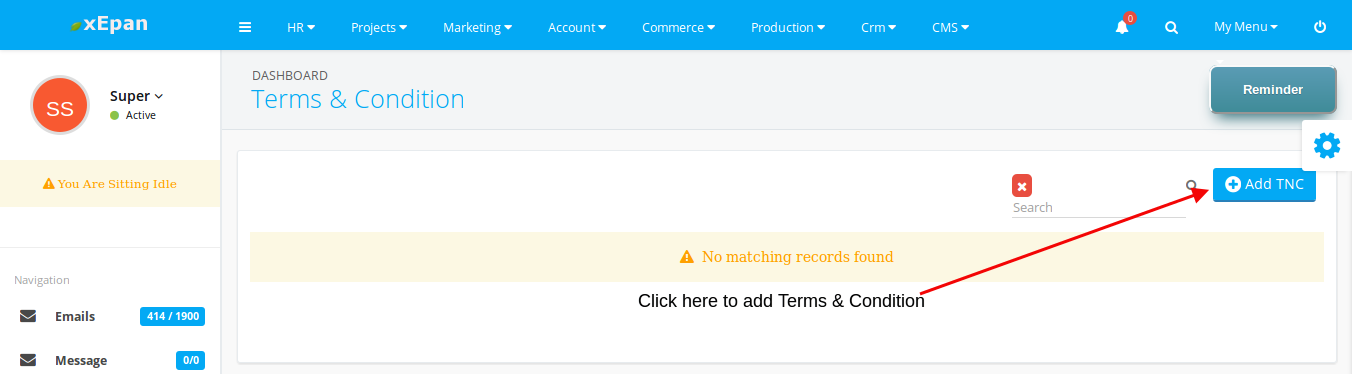 xEpan
HR
Projects
Marketing
Account
Commerce
Production
Crm
CMS
0
My Menu
SS
Super
Active
You Are Sitting Idle
Navigation
Emails
414 / 1900
Message
0/0
DASHBOARD
Terms & Condition
Reminder
Search
Add TNC
No matching records found
Click here to add Terms & Condition